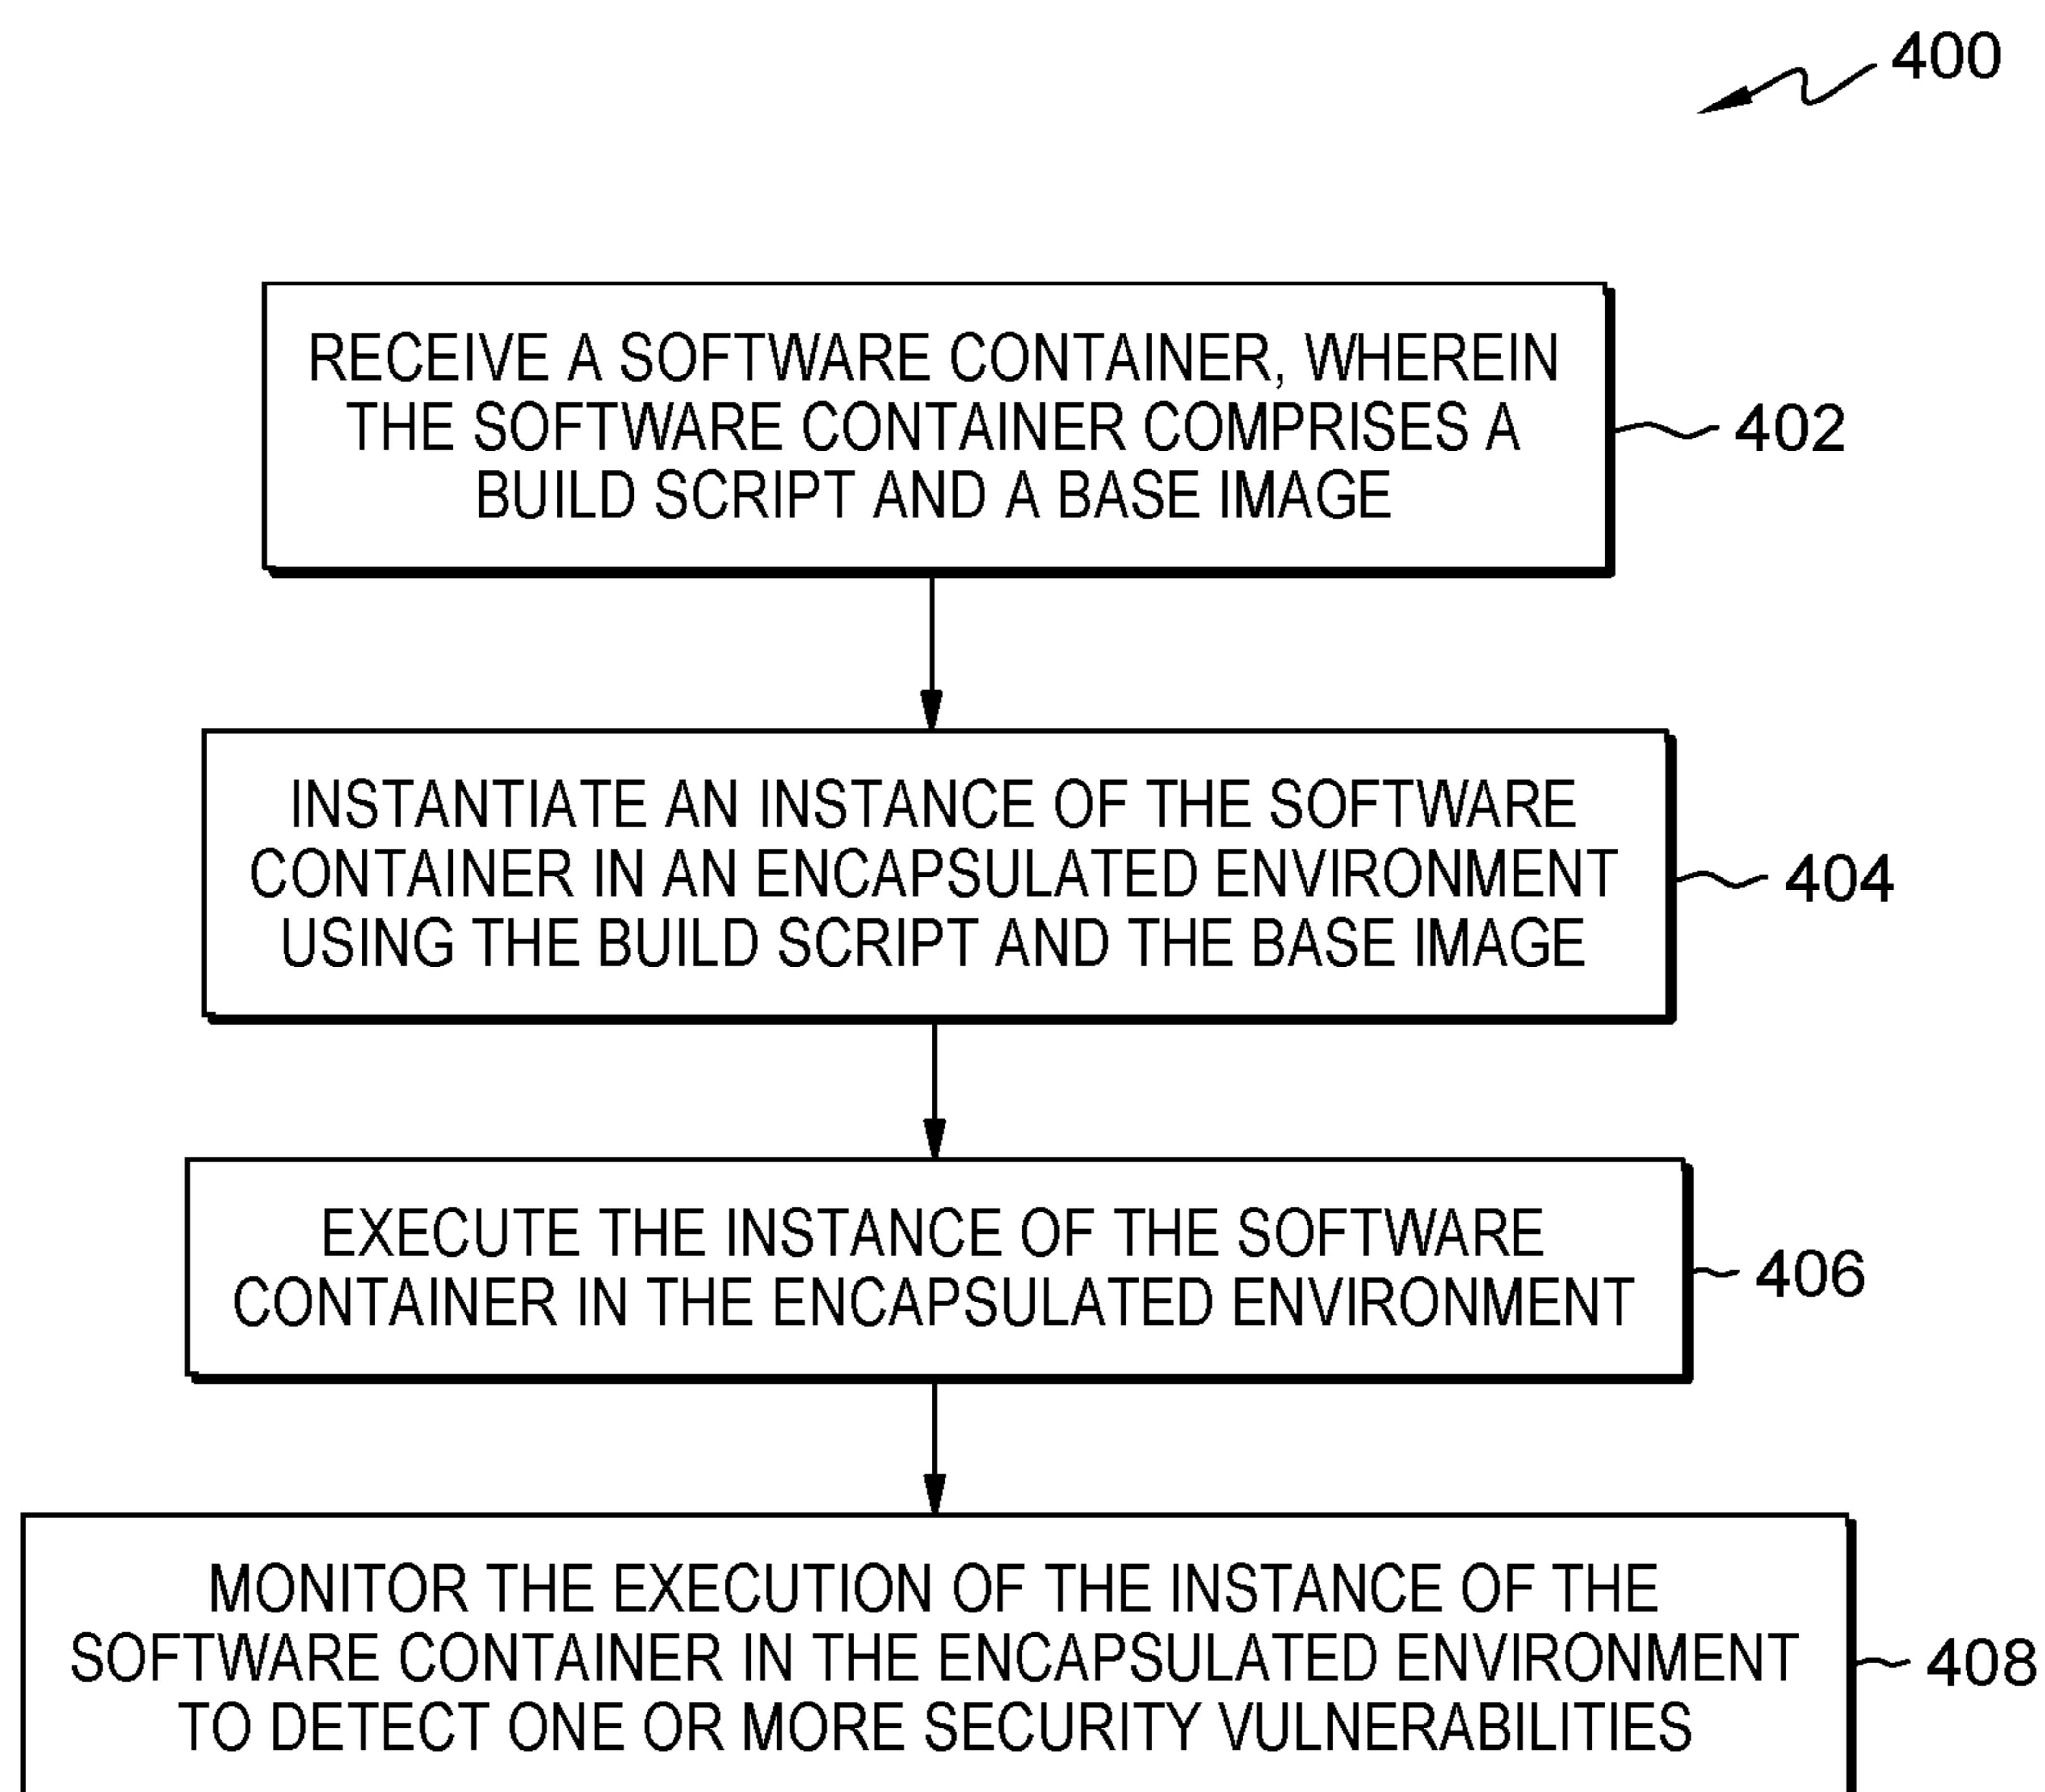 400
RECEIVE A SOFTWARE CONTAINER, WHEREIN
THE SOFTWARE CONTAINER COMPRISES A
BUILD SCRIPT AND A BASE IMAGE
402
INSTANTIATE AN INSTANCE OF THE SOFTWARE
CONTAINER IN AN ENCAPSULATED ENVIRONMENT
USING THE BUILD SCRIPT AND THE BASE IMAGE
404
EXECUTE THE INSTANCE OF THE SOFTWARE
CONTAINER IN THE ENCAPSULATED ENVIRONMENT
406
MONITOR THE EXECUTION OF THE INSTANCE OF THE
SOFTWARE CONTAINER IN THE ENCAPSULATED ENVIRONMENT
TO DETECT ONE OR MORE SECURITY VULNERABILITIES
408